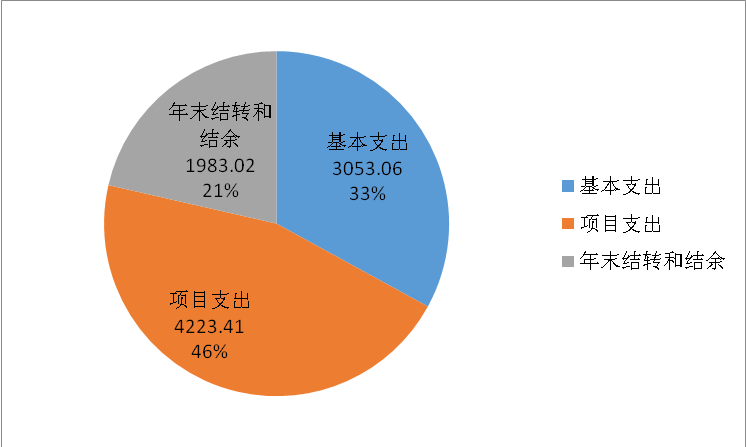 年末结转和
结余
1983.02
21%
基本支出
3053.06
33%
项目支出
4223.41
46%
基本支出
项目支出
年末结转和结余